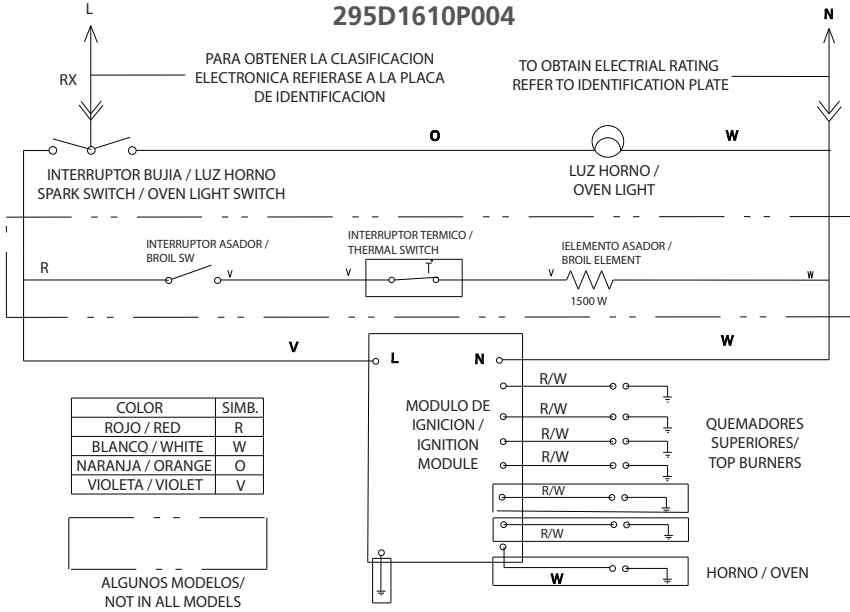 295D1610P004
L
N
RX
PARA OBTENER LA CLASIFICACION
ELECTRONICA REFIERASE A LA PLACA
DE IDENTIFICACION
TO OBTAIN ELECTRIAL RATING
REFER TO IDENTIFICATION PLATE
O
W
INTERRUPTOR BUJIA / LUZ HORNO
SPARK SWITCH / OVEN LIGHT SWITCH
LUZ HORNO /
OVEN LIGHT
R
INTERRUPTOR ASADOR /
BROIL SW
V
V
INTERRUPTOR TERMICO /
THERMAL SWITCH
T
V
IELEMENTO ASADOR /
BROIL ELEMENT
1500 W
W
V
W
L
N
MODULO DE
IGNICION /
IGNITION
MODULE
R/W
R/W
R/W
R/W
R/W
R/W
W
QUEMADORES
SUPERIORES/
TOP BURNERS
HORNO / OVEN
COLOR SIMB.
ROJO / RED R
BLANCO / WHITE W
NARANJA / ORANGE O
VIOLETA / VIOLET V
ALGUNOS MODELOS/
NOT IN ALL MODELS